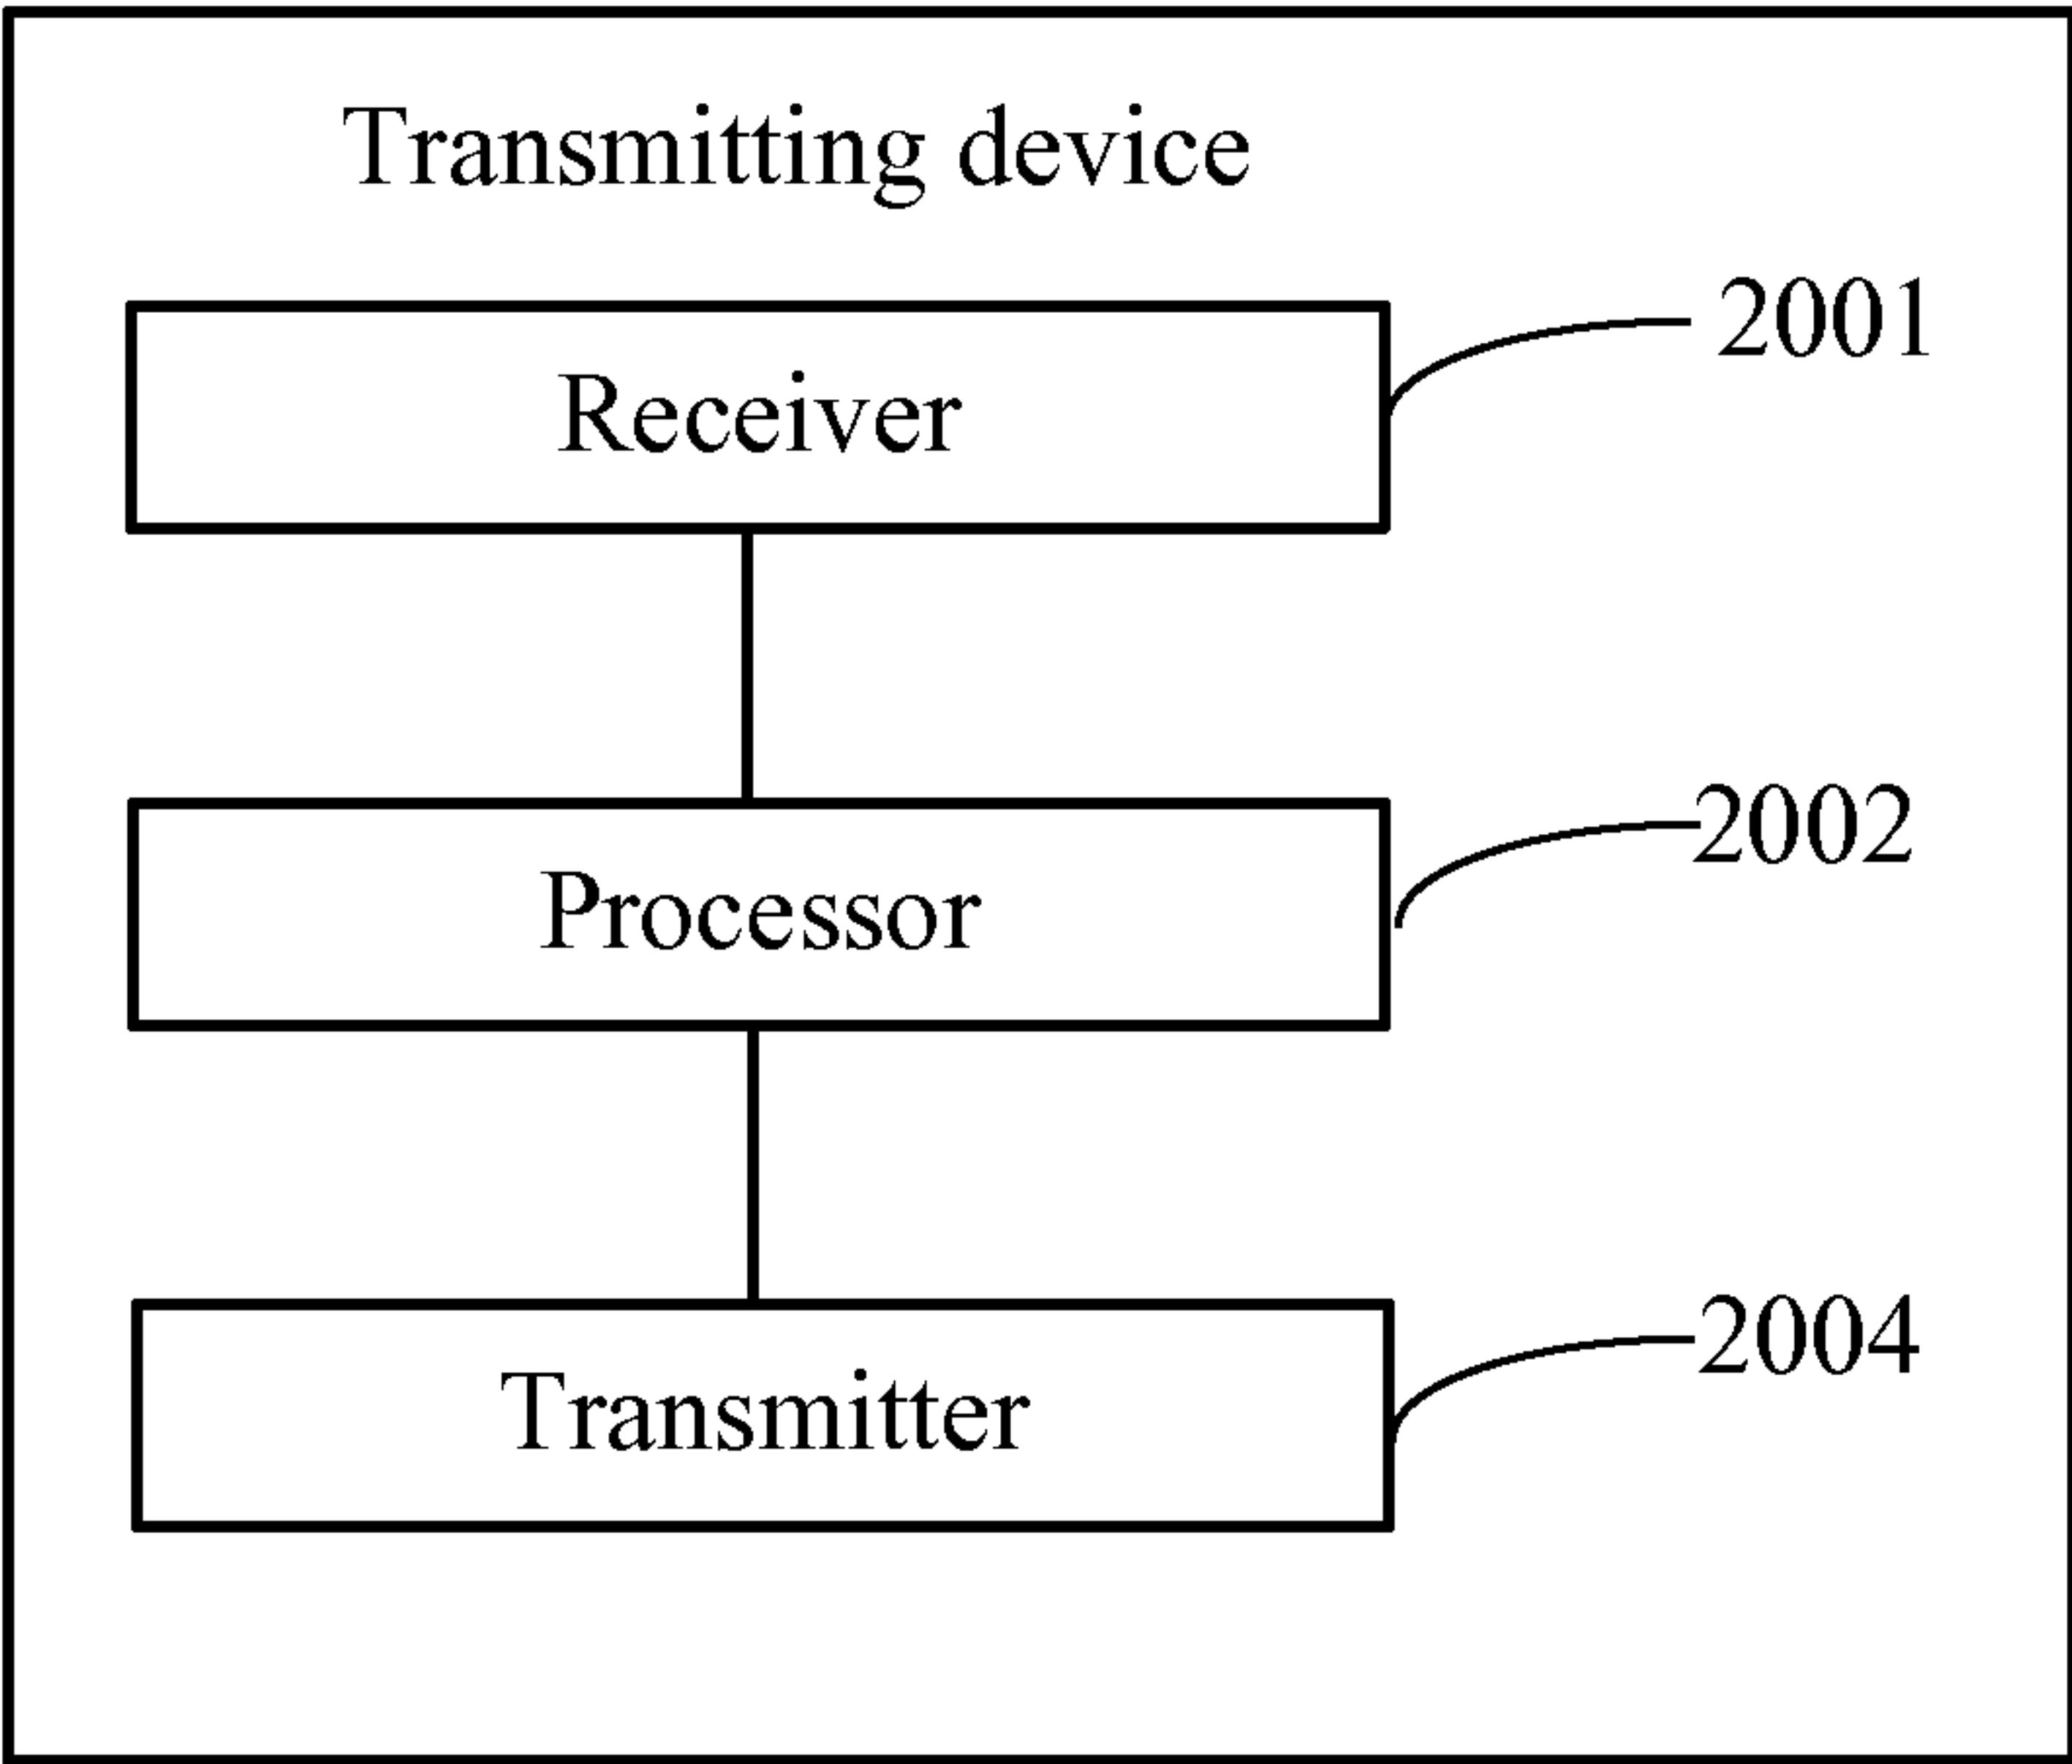 Transmitting device
Receiver
2001
Processor
2002
Transmitter
2004